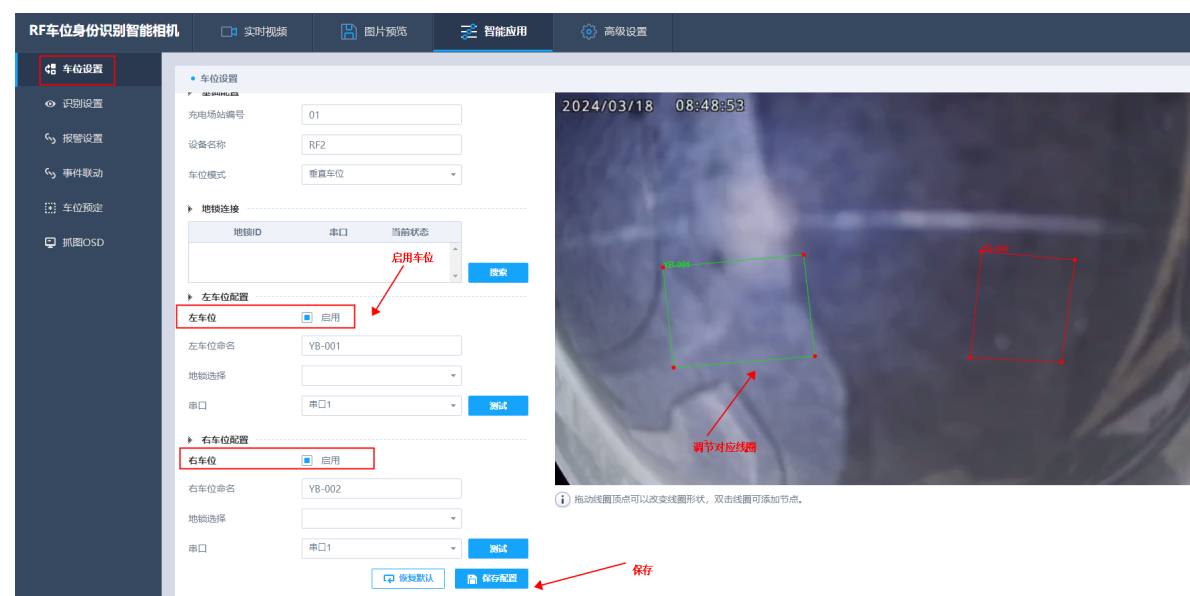 RF车位身份识别智能相机 实时视频 图片预览 智能应用 高级设置
车位设置
识别设置
报警设置
事件联动
车位预定
抓图OSD
车位设置
基础配置
充电场站编号 01
设备名称 RF2
车位模式 垂直车位
地锁连接
地锁ID 串口 当前状态
启用车位
搜索
左车位配置
左车位 启用
左车位命名 YB-001
地锁选择
串口 串口1 测试
右车位配置
右车位 启用
右车位命名 YB-002
地锁选择
串口 串口1 测试
恢复默认 保存配置
保存
2024/03/18 08:48:53
YB-001
调节对应线圈
拖动线圈顶点可以改变线圈形状，双击线圈可添加节点。